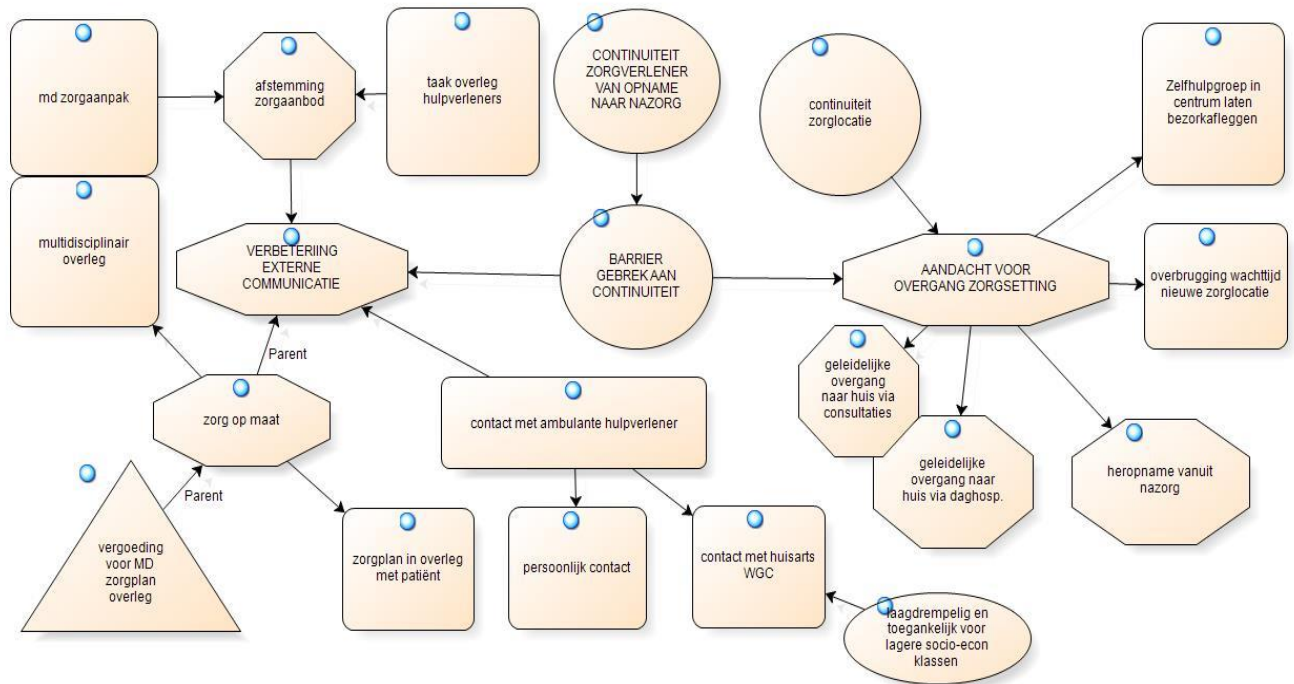 md zorgaanpak
afstemming
zorgaanbod
taak overleg
hulpverleners
CONTINUITEIT
ZORGVERLENER
VAN OPNAME
NAAR NAZORG
continuiteit
zorglocatie
Zelfhulpgroep in
centrum laten
bezorkafleggen
multidisciplinair
overleg
VERBETERIING
EXTERNE
COMMUNICATIE
BARRIER
GEBREK AAN
CONTINUITEIT
AANDACHT VOOR
OVERGANG ZORGSETTING
overbrugging wachttijd
nieuwe zorglocatie
Parent
zorg op maat
contact met ambulante hulpverlener
geleidelijke
overgang
naar huis via
consultaties
geleidelijke
overgang naar
huis via daghosp.
heropname vanuit
nazorg
Parent
vergoeding
voor MD
zorgplan
overleg
zorgplan in overleg
met patiënt
persoonlijk contact
contact met huisarts
WGC
laagdrempelig en
toegankelijk voor
lagere socio-econ
klassen